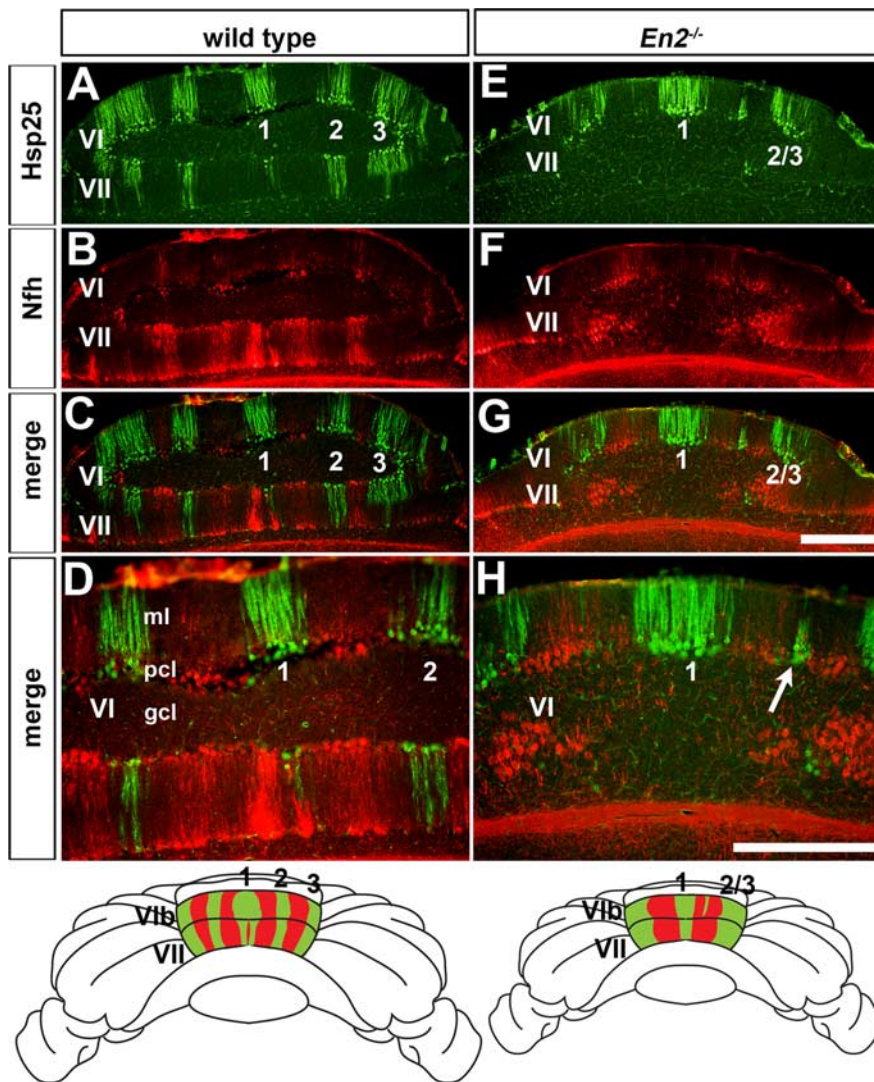 wild type
En2-/-
Hsp25
A
VI
VII
1
2
3
E
VI
VII
1
2/3
Nfh
B
VI
VII
F
VI
VII
merge
C
VI
VII
1
2
3
G
VI
VII
1
2/3
merge
D
ml
pcl
gcl
VI
1
2
H
VI
1
1
2
3
VIb
VII
1
2/3
VIb
VII